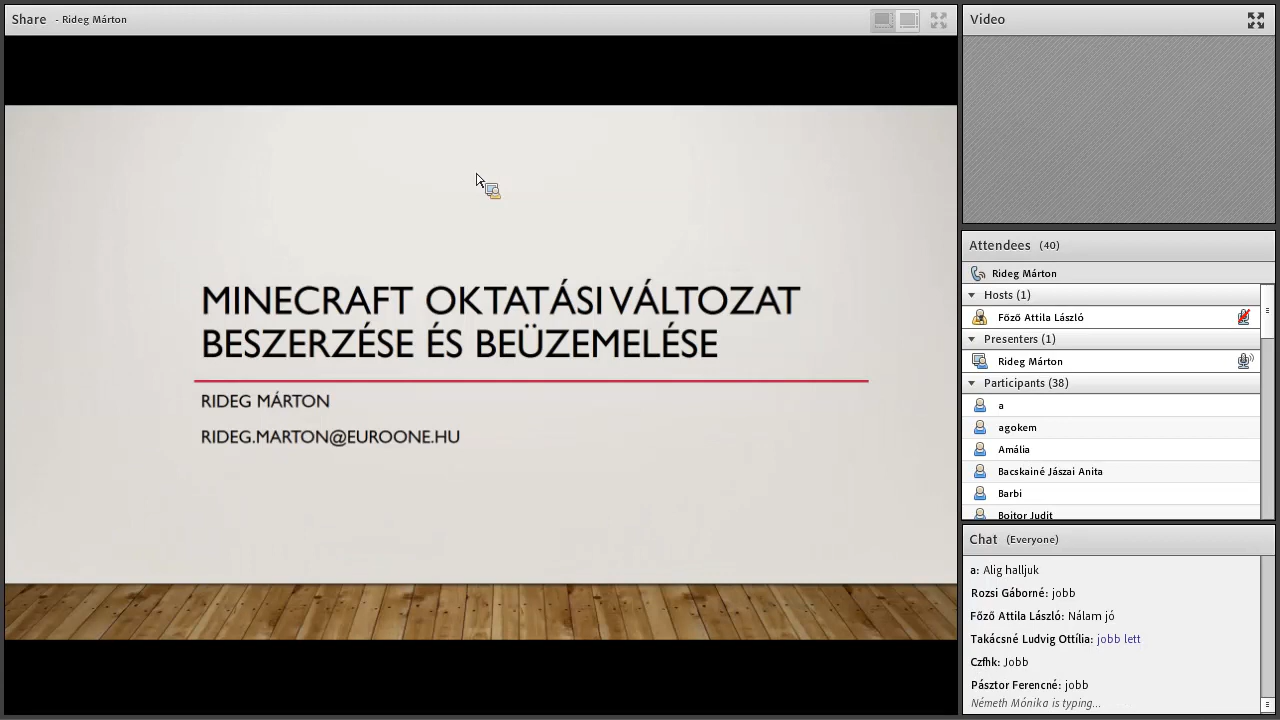 Share - Rideg Márton
MINECRAFT OKTATÁSI VÁLTOZAT
BESZERZÉSE ÉS BEÜZEMELÉSE
RIDEG MÁRTON
RIDEG.MARTON@EUROONE.HU
Video
Attendees (40)
Rideg Márton
Hosts (1)
Főző Attila László
Presenters (1)
Rideg Márton
Participants (38)
a
agokem
Amália
Bacskainé Jászai Anita
Barbi
Boitor Judit
Chat (Everyone)
a: Alig halljuk
Rozsi Gáborné: jobb
Főző Attila László: Nálam jó
Takácsné Ludvig Ottília: jobb lett
Czfhk: Jobb
Pásztor Ferencné: jobb
Németh Mónika is typing...